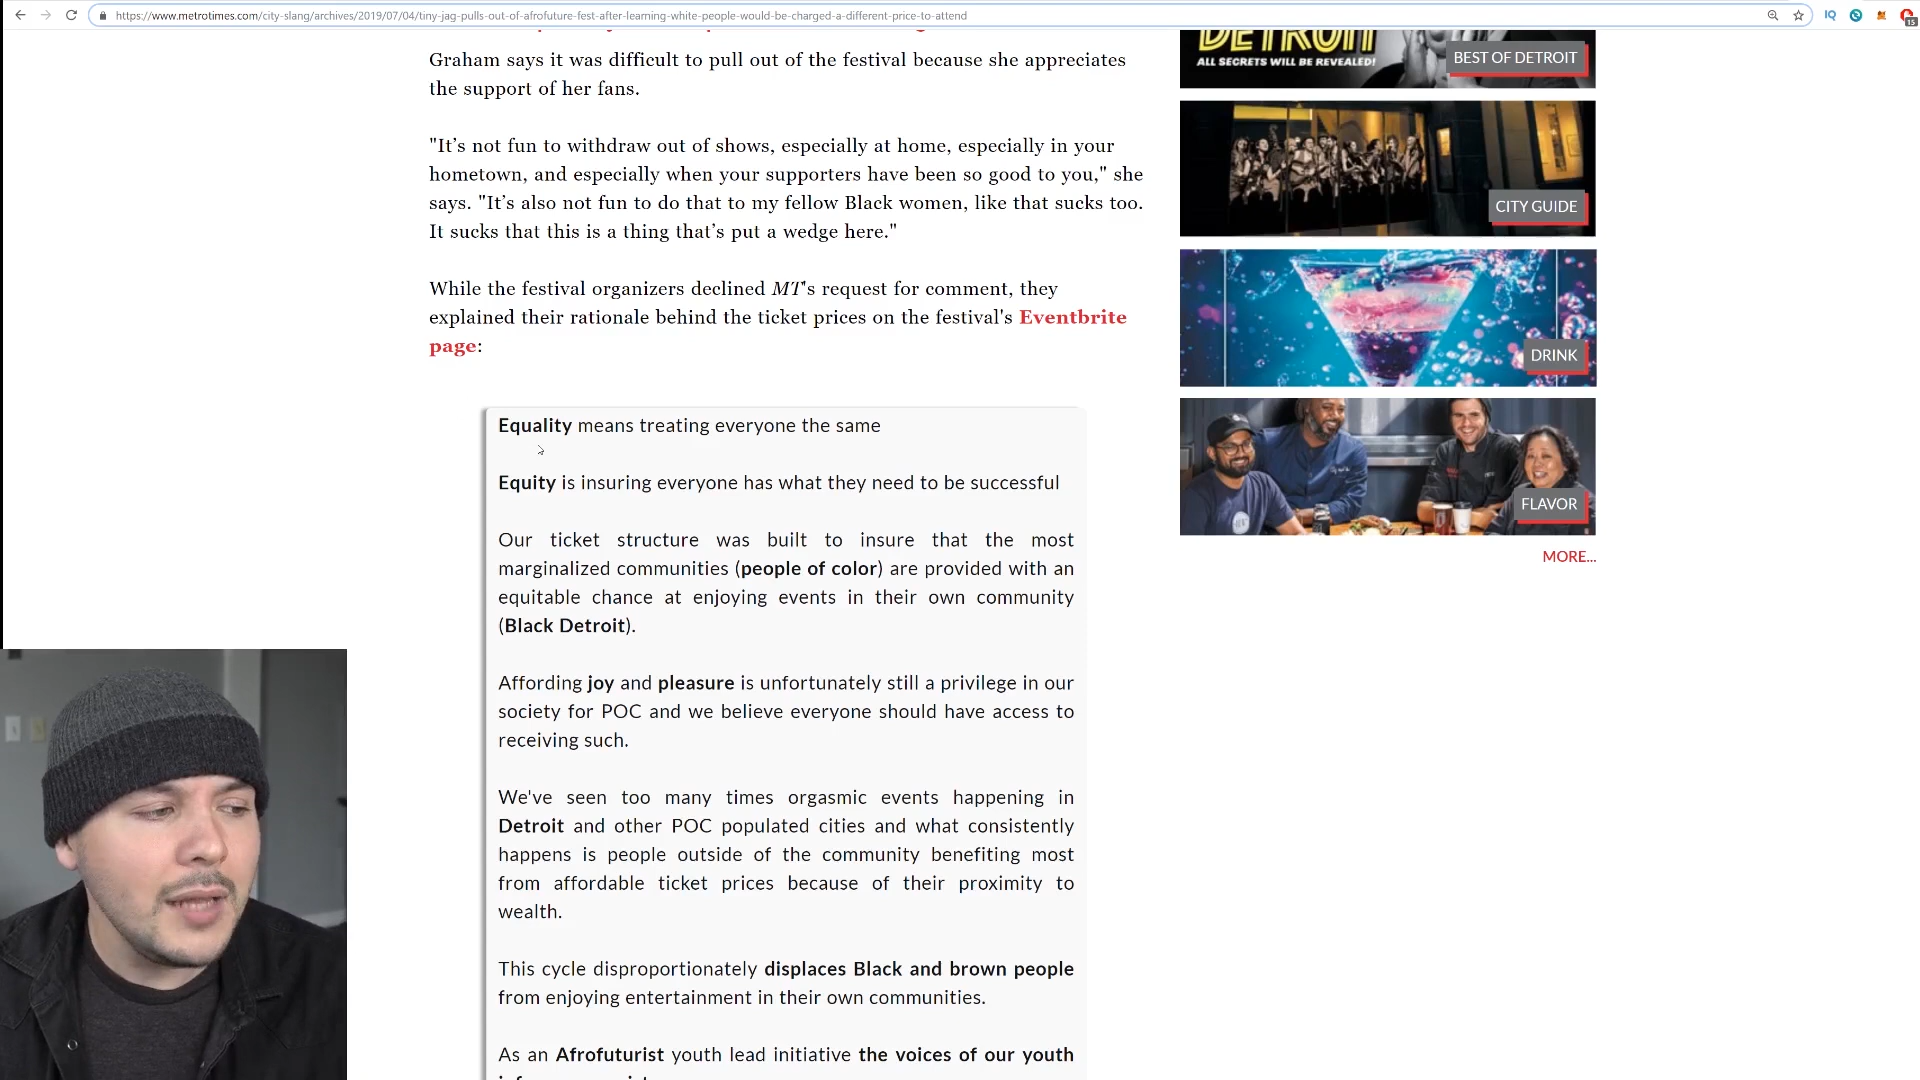 https://www.metrotimes.com/city-slang/archives/2019/07/04/tiny-jag-pulls-out-of-afrofuture-fest-after-learning-white-people-would-be-charged-a-different-price-to-attend
IQ
15
Graham says it was difficult to pull out of the festival because she appreciates
the support of her fans.
"It’s not fun to withdraw out of shows, especially at home, especially in your
hometown, and especially when your supporters have been so good to you," she
says. "It’s also not fun to do that to my fellow Black women, like that sucks too.
It sucks that this is a thing that’s put a wedge here."
While the festival organizers declined MT's request for comment, they
explained their rationale behind the ticket prices on the festival's Eventbrite
page:
Equality means treating everyone the same
Equity is insuring everyone has what they need to be successful
Our ticket structure was built to insure that the most
marginalized communities (people of color) are provided with an
equitable chance at enjoying events in their own community
(Black Detroit).
Affording joy and pleasure is unfortunately still a privilege in our
society for POC and we believe everyone should have access to
receiving such.
We've seen too many times orgasmic events happening in
Detroit and other POC populated cities and what consistently
happens is people outside of the community benefiting most
from affordable ticket prices because of their proximity to
wealth.
This cycle disproportionately displaces Black and brown people
from enjoying entertainment in their own communities.
As an Afrofuturist youth lead initiative the voices of our youth
DETROIT
ALL SECRETS WILL BE REVEALED!
BEST OF DETROIT
CITY GUIDE
DRINK
FLAVOR
MORE...